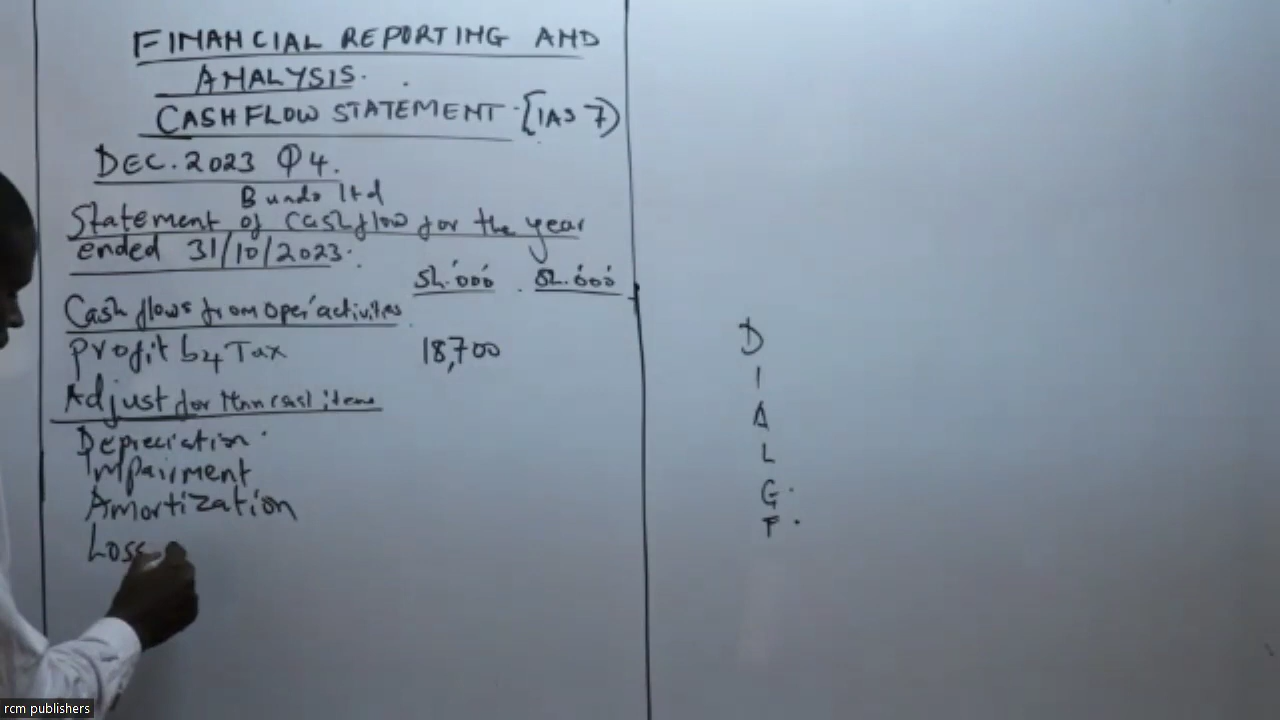 FINANCIAL REPORTING AND
ANALYSIS.
CASHFLOW STATEMENT. [IAS 7)
DEC. 2023 Q4.
Bundo ltd
Statement of Cashflow for the year
ended 31/10/2023.
Sh.'000' Sh.'000'
Cash flows from oper'activities
Profit b4 Tax 18,700
Adjust for Non cash items
Depreciation
Impairment
Amortization
Loss
D
I
A
L
G.
F.
rcm publishers